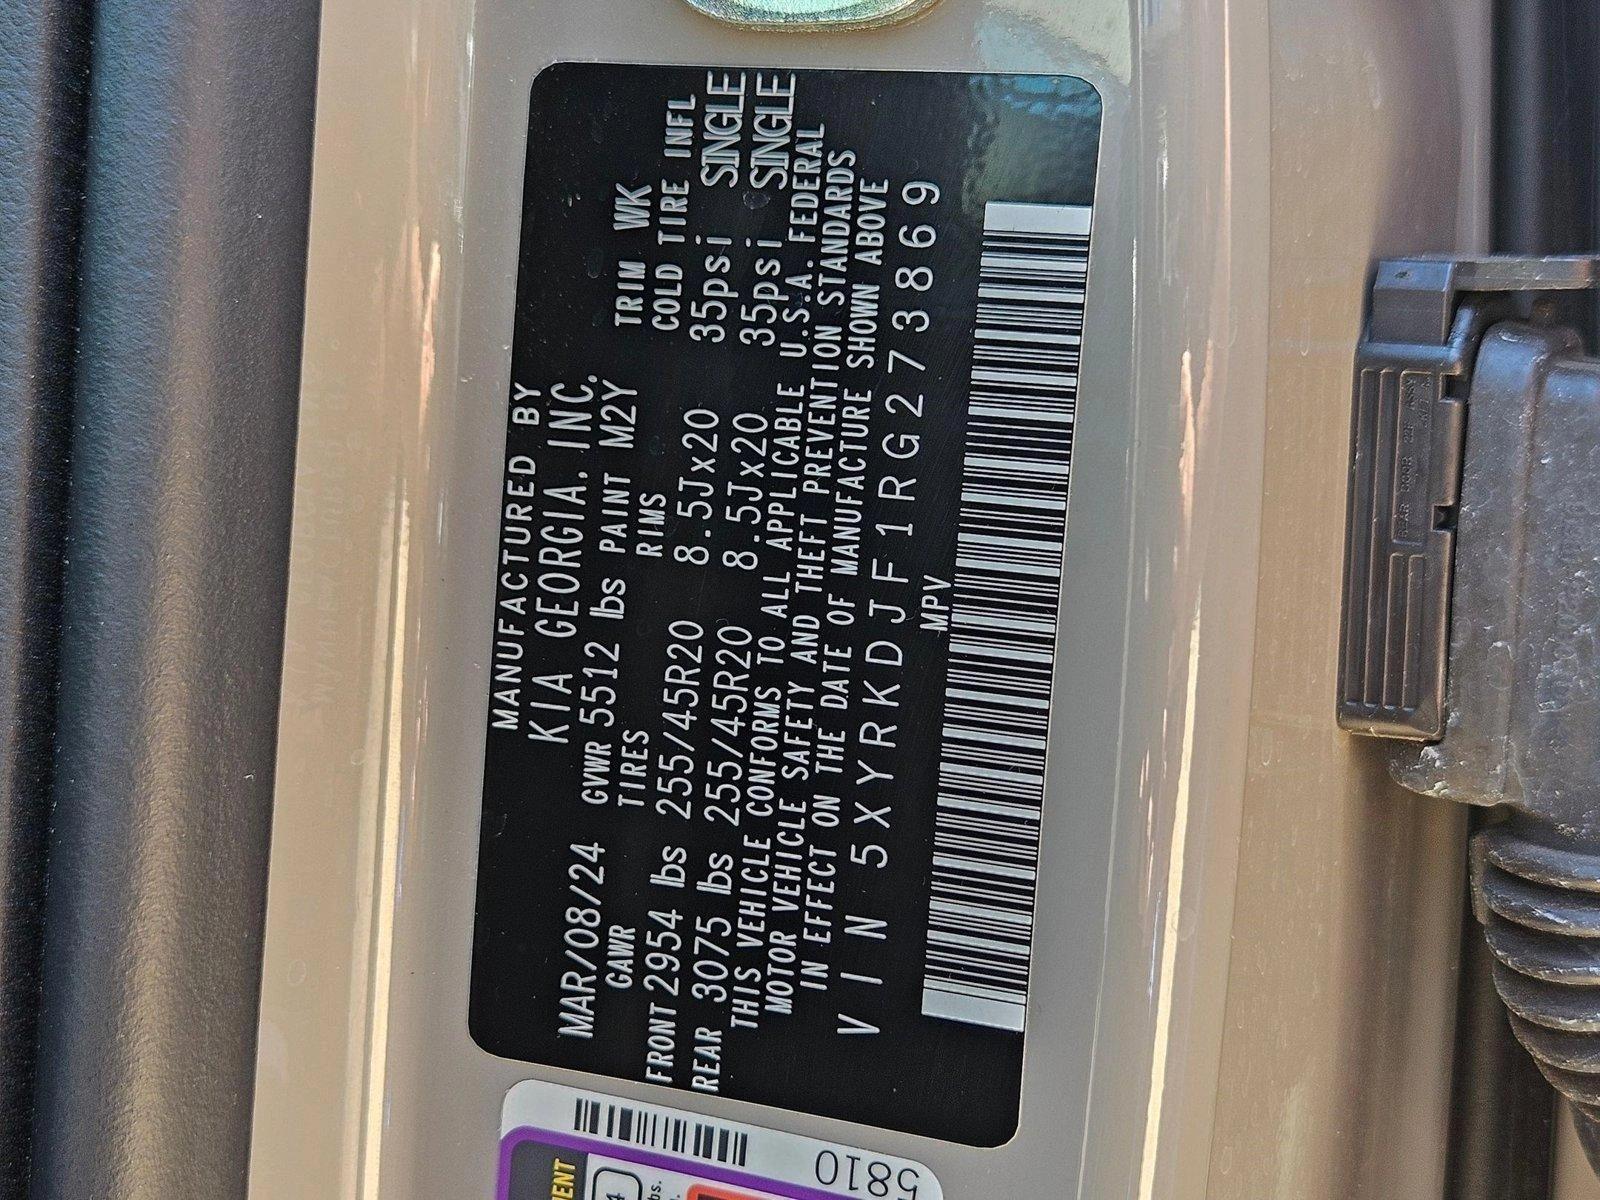 MANUFACTURED BY
KIA GEORGIA, INC.
MAR/08/24 GVWR 5512 lbs PAINT M2Y TRIM WK
GAWR TIRES RIMS COLD TIRE INFL
FRONT 2954 lbs 255/45R20 8.5Jx20 35psi SINGLE
REAR 3075 lbs 255/45R20 8.5Jx20 35psi SINGLE
THIS VEHICLE CONFORMS TO ALL APPLICABLE U.S.A. FEDERAL
MOTOR VEHICLE SAFETY AND THEFT PREVENTION STANDARDS
IN EFFECT ON THE DATE OF MANUFACTURE SHOWN ABOVE
VIN 5XYRKDJF1RG273869
MPV
5810